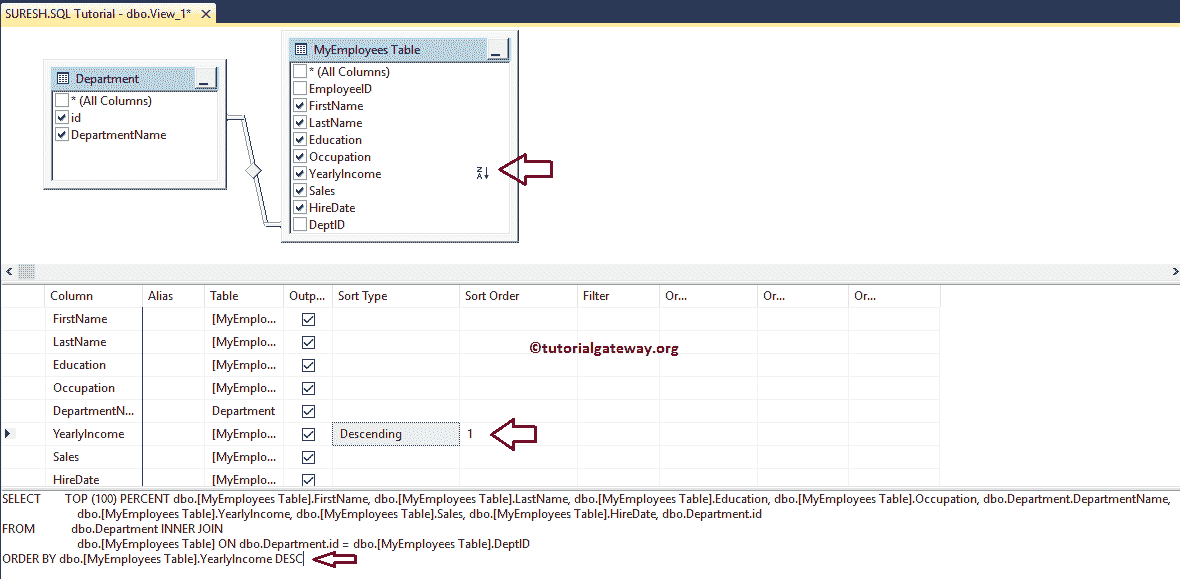 SURESH.SQL Tutorial - dbo.View_1* ✕
MyEmployees Table
* (All Columns)
EmployeeID
FirstName
LastName
Education
Occupation
YearlyIncome
Sales
HireDate
DeptID
Department
* (All Columns)
id
DepartmentName
Column Alias Table Outp... Sort Type Sort Order Filter Or... Or... Or...
FirstName [MyEmplo...
LastName [MyEmplo...
Education [MyEmplo...
Occupation [MyEmplo...
DepartmentN... Department
YearlyIncome [MyEmplo... Descending 1
Sales [MyEmplo...
HireDate [MyEmplo...
©tutorialgateway.org
SELECT TOP (100) PERCENT dbo.[MyEmployees Table].FirstName, dbo.[MyEmployees Table].LastName, dbo.[MyEmployees Table].Education, dbo.[MyEmployees Table].Occupation, dbo.Department.DepartmentName,
dbo.[MyEmployees Table].YearlyIncome, dbo.[MyEmployees Table].Sales, dbo.[MyEmployees Table].HireDate, dbo.Department.id
FROM dbo.Department INNER JOIN
dbo.[MyEmployees Table] ON dbo.Department.id = dbo.[MyEmployees Table].DeptID
ORDER BY dbo.[MyEmployees Table].YearlyIncome DESC